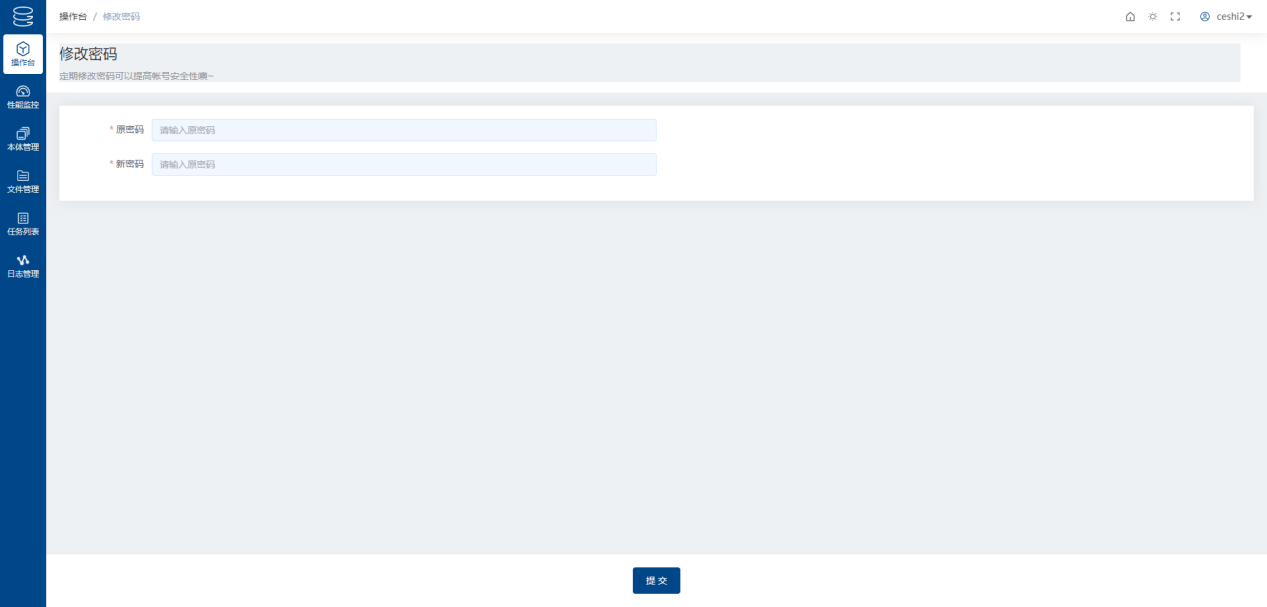 操作台 / 修改密码
ceshi2
修改密码
定期修改密码可以提高帐号安全性噢~
操作台
性能监控
本体管理
文件管理
任务列表
日志管理
* 原密码 请输入原密码
* 新密码 请输入原密码
提 交